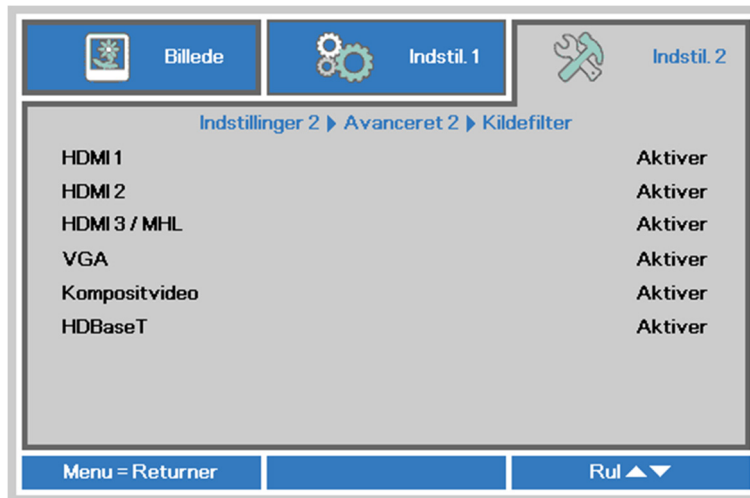 Billede
Indstil. 1
Indstil. 2
Indstillinger 2 ▶ Avanceret 2 ▶ Kildefilter
HDMI 1 Aktiver
HDMI 2 Aktiver
HDMI 3 / MHL Aktiver
VGA Aktiver
Kompositvideo Aktiver
HDBaseT Aktiver
Menu = Returner
Rul ▲▼